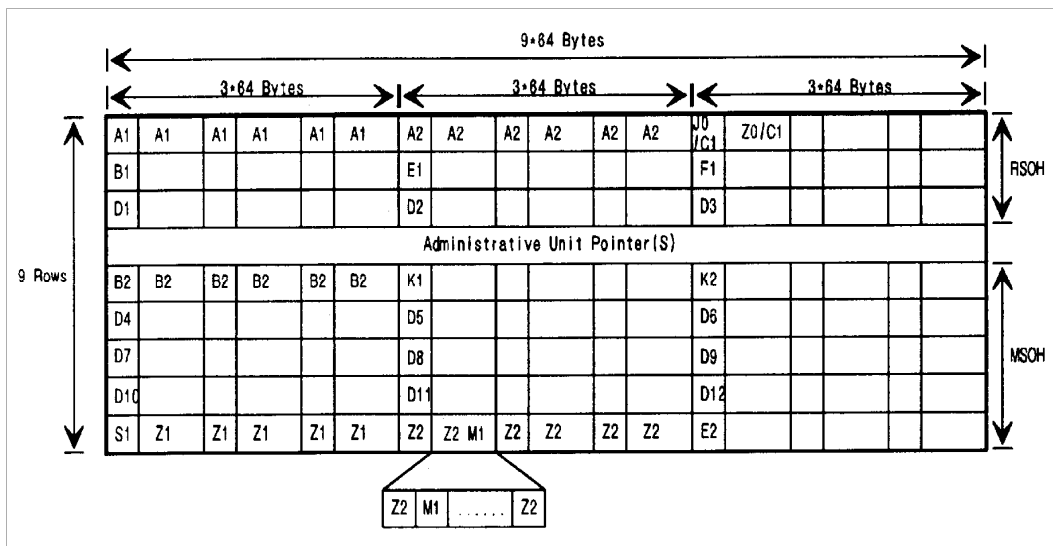 9*64 Bytes
3*64 Bytes 3*64 Bytes 3*64 Bytes
A1 A1 A1 A1 A1 A1 A2 A2 A2 A2 A2 A2 J0/C1 Z0/C1
B1 E1 F1
RSOH
D1 D2 D3
Administrative Unit Pointer(S)
9 Rows
B2 B2 B2 B2 B2 B2 K1 K2
D4 D5 D6
D7 D8 D9
MSOH
D10 D11 D12
S1 Z1 Z1 Z1 Z1 Z1 Z2 Z2 M1 Z2 Z2 Z2 Z2 E2
Z2 M1 ...... Z2